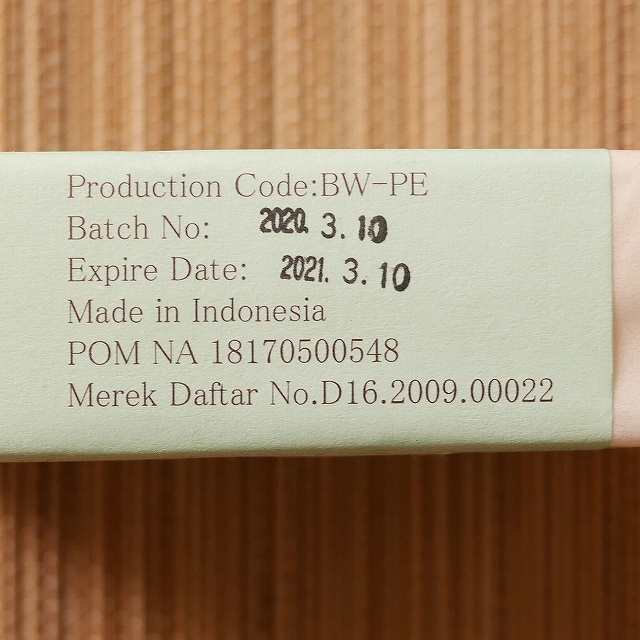 Production Code:BW-PE
Batch No: 2020. 3. 10
Expire Date: 2021. 3. 10
Made in Indonesia
POM NA 18170500548
Merek Daftar No.D16.2009.00022